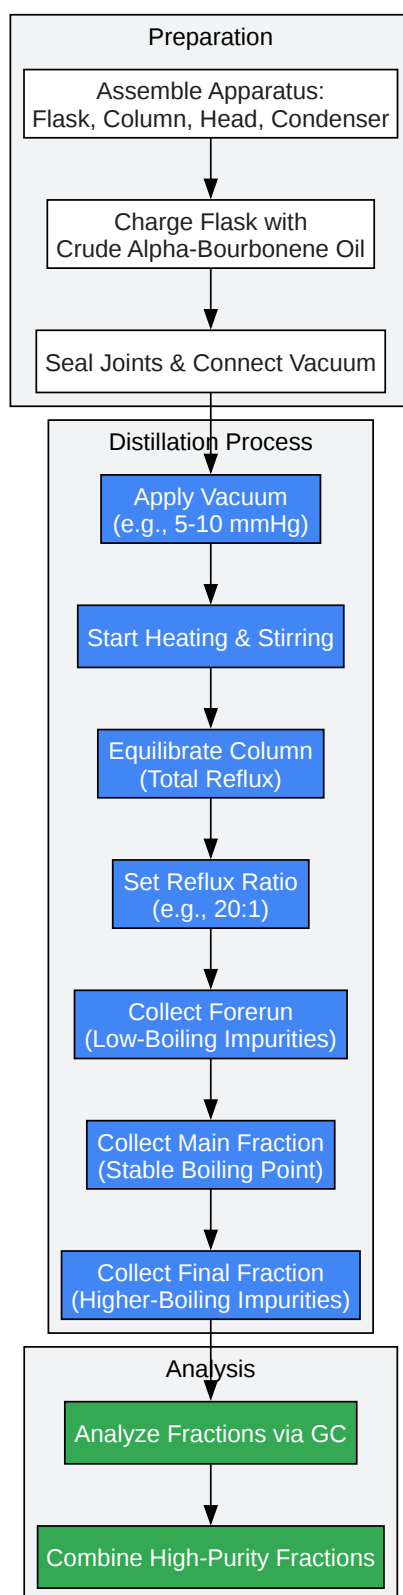 Preparation
Assemble Apparatus:
Flask, Column, Head, Condenser
Charge Flask with
Crude Alpha-Bourbonene Oil
Seal Joints & Connect Vacuum
Distillation Process
Apply Vacuum
(e.g., 5-10 mmHg)
Start Heating & Stirring
Equilibrate Column
(Total Reflux)
Set Reflux Ratio
(e.g., 20:1)
Collect Forerun
(Low-Boiling Impurities)
Collect Main Fraction
(Stable Boiling Point)
Collect Final Fraction
(Higher-Boiling Impurities)
Analysis
Analyze Fractions via GC
Combine High-Purity Fractions